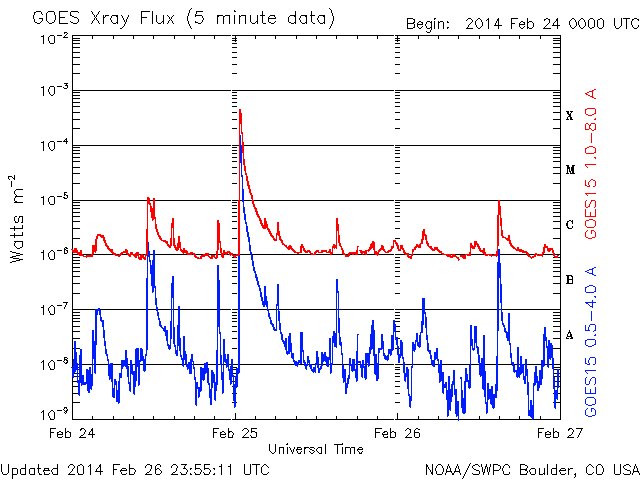 GOES Xray Flux (5 minute data)
Begin: 2014 Feb 24 0000 UTC
10⁻²
10⁻³
10⁻⁴
10⁻⁵
10⁻⁶
10⁻⁷
10⁻⁸
10⁻⁹
Watts m⁻²
X
M
C
B
A
GOES15 1.0-8.0 A
GOES15 0.5-4.0 A
Feb 24
Feb 25
Feb 26
Feb 27
Universal Time
Updated 2014 Feb 26 23:55:11 UTC
NOAA/SWPC Boulder, CO USA